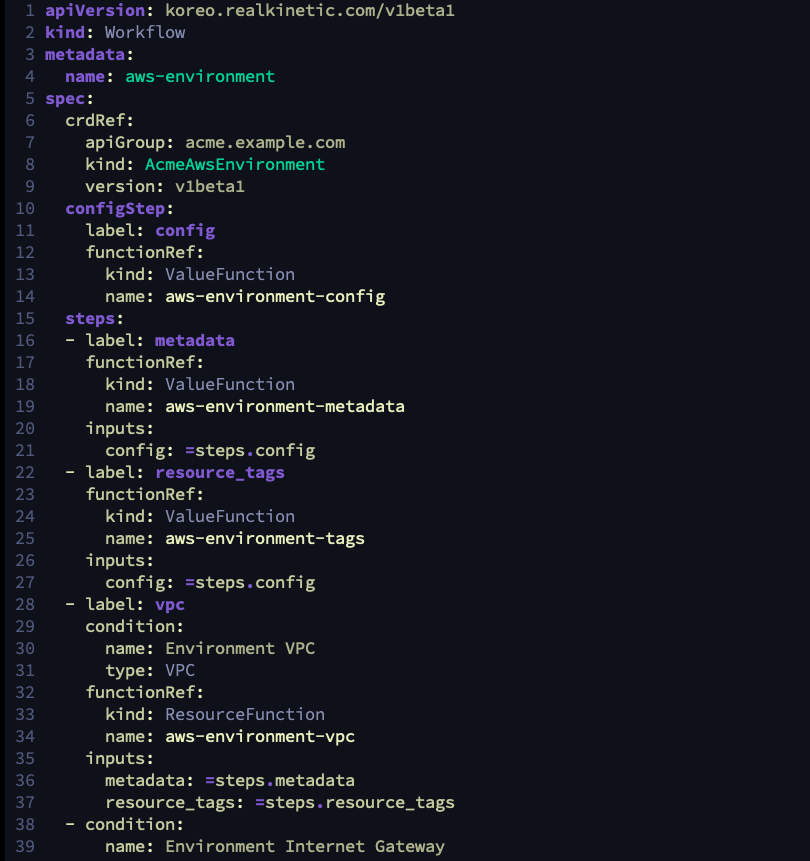 1 apiVersion: koreo.realkinetic.com/v1beta1
2 kind: Workflow
3 metadata:
4   name: aws-environment
5 spec:
6   crdRef:
7     apiGroup: acme.example.com
8     kind: AcmeAwsEnvironment
9     version: v1beta1
10   configStep:
11     label: config
12     functionRef:
13       kind: ValueFunction
14       name: aws-environment-config
15   steps:
16   - label: metadata
17     functionRef:
18       kind: ValueFunction
19       name: aws-environment-metadata
20     inputs:
21       config: =steps.config
22   - label: resource_tags
23     functionRef:
24       kind: ValueFunction
25       name: aws-environment-tags
26     inputs:
27       config: =steps.config
28   - label: vpc
29     condition:
30       name: Environment VPC
31       type: VPC
32     functionRef:
33       kind: ResourceFunction
34       name: aws-environment-vpc
35     inputs:
36       metadata: =steps.metadata
37       resource_tags: =steps.resource_tags
38   - condition:
39       name: Environment Internet Gateway